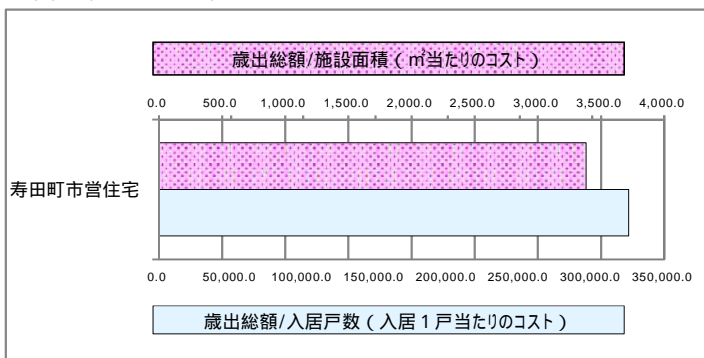 歳出総額/施設面積（㎡当たりのコスト）
0.0 500.0 1,000.0 1,500.0 2,000.0 2,500.0 3,000.0 3,500.0 4,000.0
寿田町市営住宅
0.0 50,000.0 100,000.0 150,000.0 200,000.0 250,000.0 300,000.0 350,000.0
歳出総額/入居戸数（入居１戸当たりのコスト）